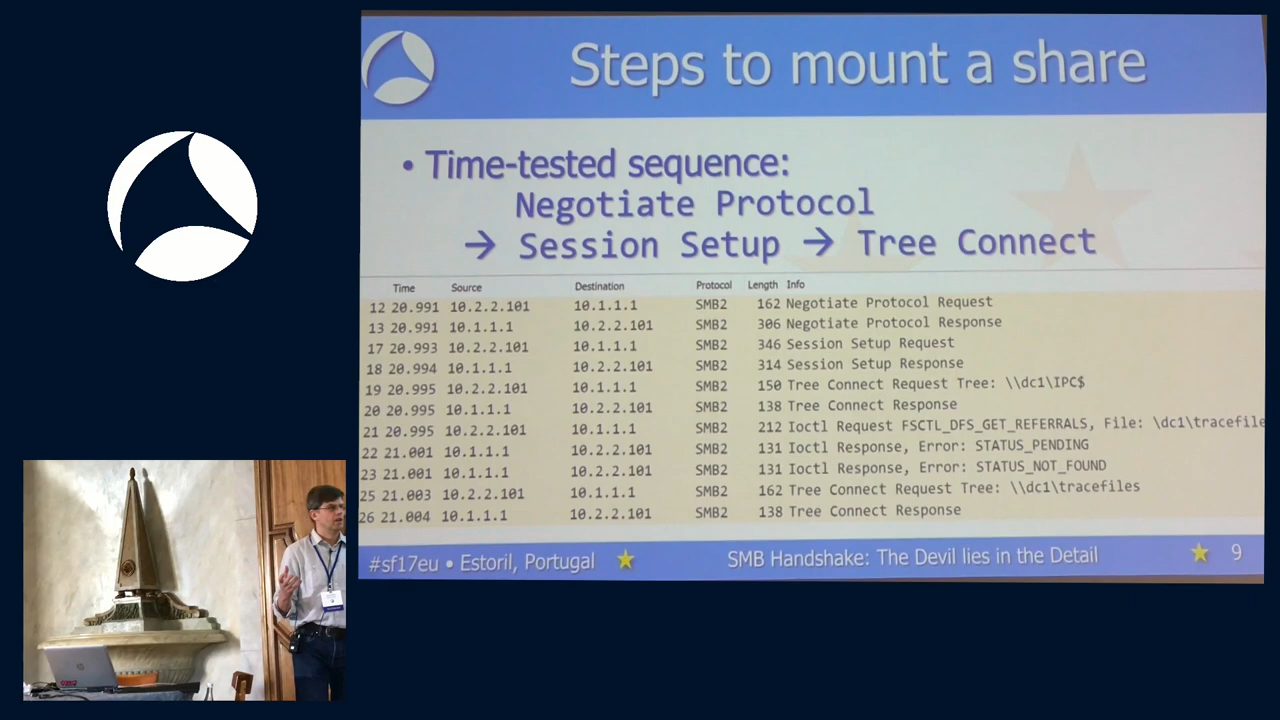 Steps to mount a share
• Time-tested sequence:
Negotiate Protocol
→ Session Setup → Tree Connect
Time Source Destination Protocol Length Info
12 20.991 10.2.2.101 10.1.1.1 SMB2 162 Negotiate Protocol Request
13 20.991 10.1.1.1 10.2.2.101 SMB2 306 Negotiate Protocol Response
17 20.993 10.2.2.101 10.1.1.1 SMB2 346 Session Setup Request
18 20.994 10.1.1.1 10.2.2.101 SMB2 314 Session Setup Response
19 20.995 10.2.2.101 10.1.1.1 SMB2 150 Tree Connect Request Tree: \\dc1\IPC$
20 20.995 10.1.1.1 10.2.2.101 SMB2 138 Tree Connect Response
21 20.995 10.2.2.101 10.1.1.1 SMB2 212 Ioctl Request FSCTL_DFS_GET_REFERRALS, File: \dc1\tracefile
22 21.001 10.1.1.1 10.2.2.101 SMB2 131 Ioctl Response, Error: STATUS_PENDING
23 21.001 10.1.1.1 10.2.2.101 SMB2 131 Ioctl Response, Error: STATUS_NOT_FOUND
25 21.003 10.2.2.101 10.1.1.1 SMB2 162 Tree Connect Request Tree: \\dc1\tracefiles
26 21.004 10.1.1.1 10.2.2.101 SMB2 138 Tree Connect Response
#sf17eu • Estoril, Portugal SMB Handshake: The Devil lies in the Detail 9